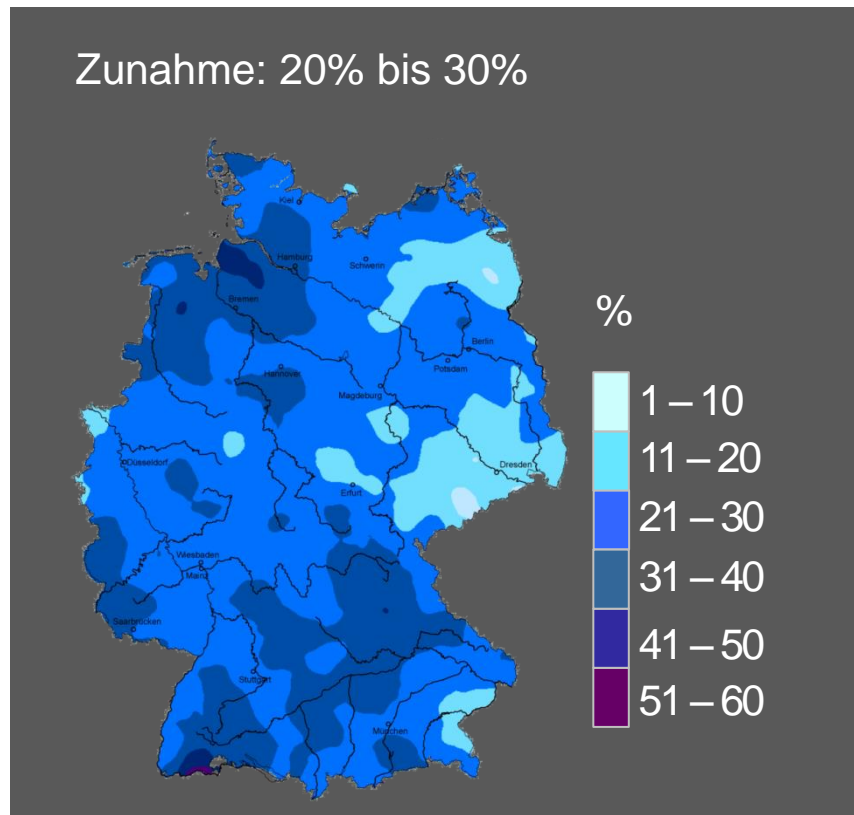 Zunahme: 20% bis 30%
Kiel
Hamburg
Schwerin
Bremen
Berlin
Hannover
Potsdam
Magdeburg
Düsseldorf
Dresden
Erfurt
Wiesbaden
Mainz
Saarbrücken
Stuttgart
München
%
1 – 10
11 – 20
21 – 30
31 – 40
41 – 50
51 – 60